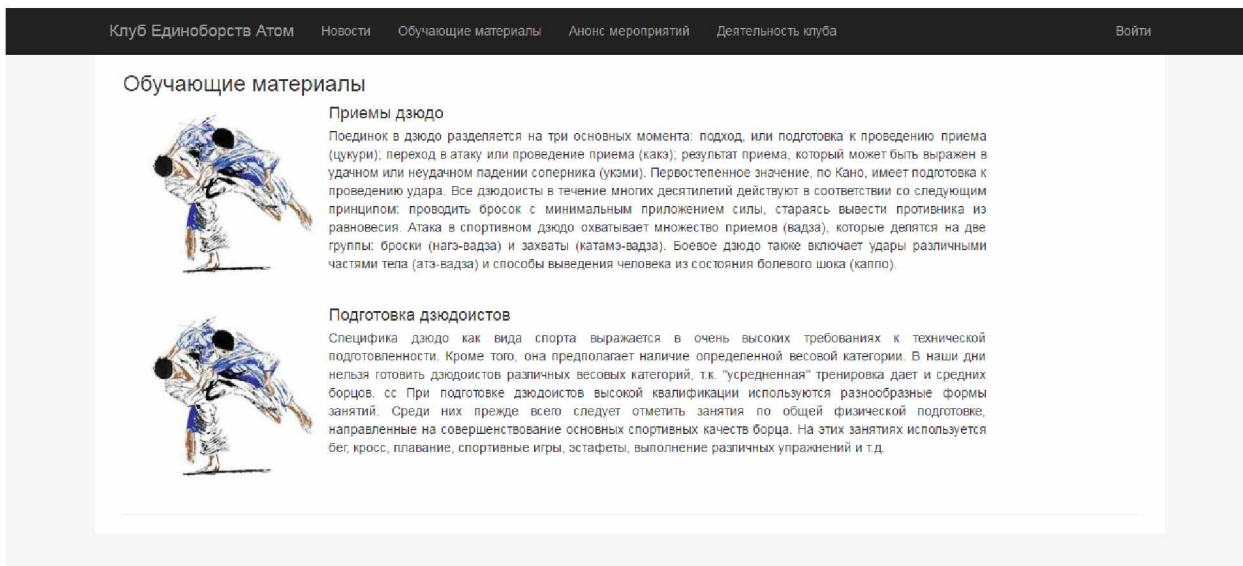 Клуб Единоборств Атом Новости Обучающие материалы Анонс мероприятий Деятельность клуба Войти
Обучающие материалы
Приемы дзюдо
Поединок в дзюдо разделяется на три основных момента: подход, или подготовка к проведению приема
(цукури); переход в атаку или проведение приема (какэ); результат приема, который может быть выражен в
удачном или неудачном падении соперника (укэми). Первостепенное значение, по Кано, имеет подготовка к
проведению удара. Все дзюдоисты в течение многих десятилетий действуют в соответствии со следующим
принципом: проводить бросок с минимальным приложением силы, стараясь вывести противника из
равновесия. Атака в спортивном дзюдо охватывает множество приемов (вадза), которые делятся на две
группы: броски (нагэ-вадза) и захваты (катамэ-вадза). Боевое дзюдо также включает удары различными
частями тела (атэ-вадза) и способы выведения человека из состояния болевого шока (каппо).
Подготовка дзюдоистов
Специфика дзюдо как вида спорта выражается в очень высоких требованиях к технической
подготовленности. Кроме того, она предполагает наличие определенной весовой категории. В наши дни
нельзя готовить дзюдоистов различных весовых категорий, т.к. "усредненная" тренировка дает и средних
борцов. сс При подготовке дзюдоистов высокой квалификации используются разнообразные формы
занятий. Среди них прежде всего следует отметить занятия по общей физической подготовке,
направленные на совершенствование основных спортивных качеств борца. На этих занятиях используется
бег, кросс, плавание, спортивные игры, эстафеты, выполнение различных упражнений и т.д.